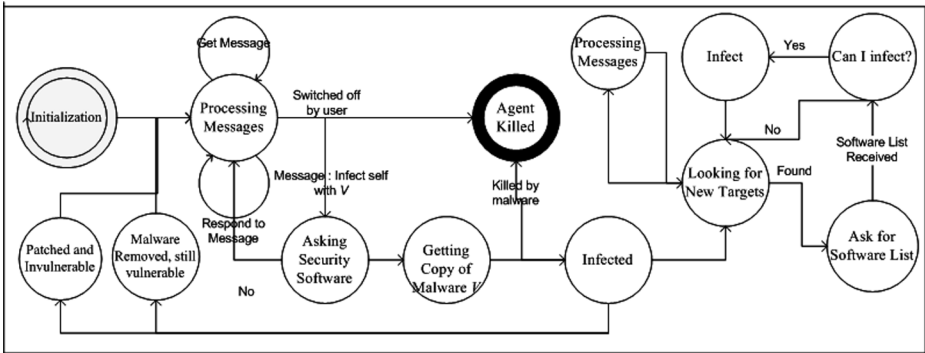 Get Message
Processing
Messages
Infect
Yes
Can I infect?
Initialization
Processing
Messages
Switched off
by user
Agent
Killed
No
Software List
Received
Message : Infect self
with V
Killed by
malware
Looking for
New Targets
Found
Respond to
Message
Patched and
Invulnerable
Malware
Removed, still
vulnerable
Asking
Security
Software
Getting
Copy of
Malware V
Infected
Ask for
Software List
No